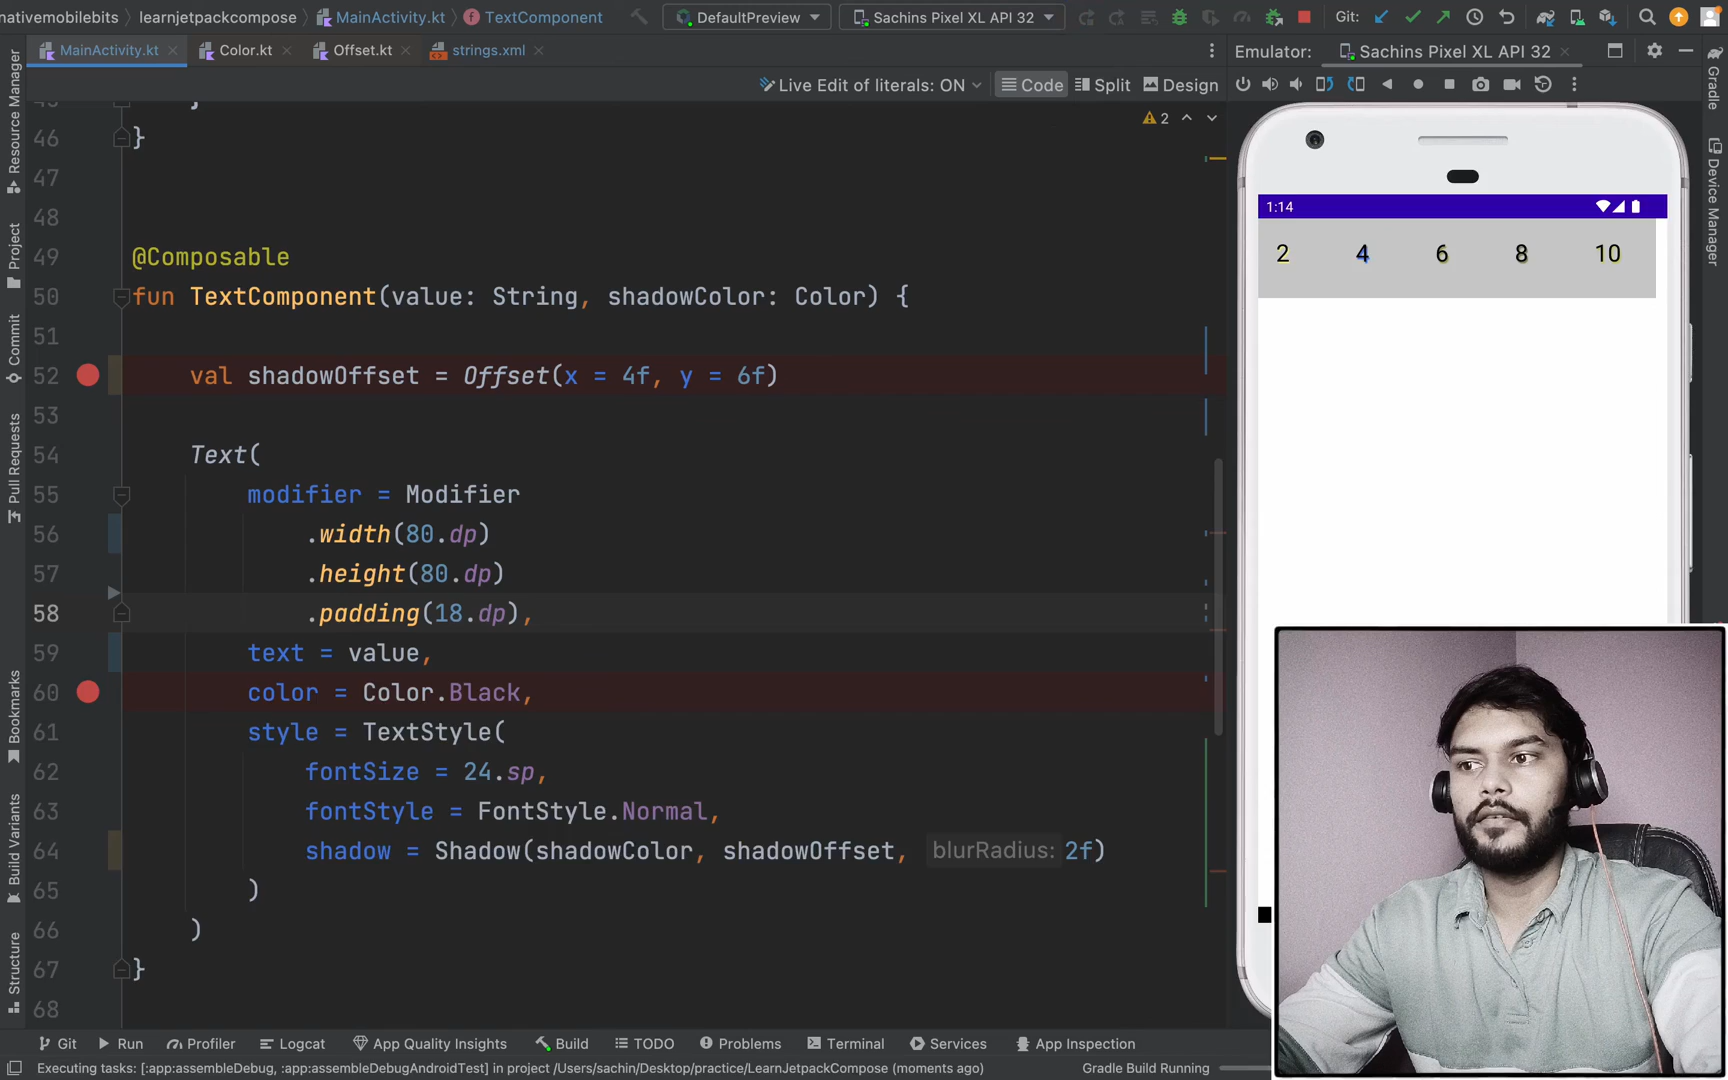 nativemobilebits
learnjetpackcompose
MainActivity.kt
TextComponent
DefaultPreview
Sachins Pixel XL API 32
Git:
MainActivity.kt
Color.kt
Offset.kt
strings.xml
Emulator:
Sachins Pixel XL API 32
Live Edit of literals: ON
Code
Split
Design
2
46 }
47
48
49 @Composable
50 fun TextComponent(value: String, shadowColor: Color) {
51
52 val shadowOffset = Offset(x = 4f, y = 6f)
53
54 Text(
55 modifier = Modifier
56 .width(80.dp)
57 .height(80.dp)
58 .padding(18.dp),
59 text = value,
60 color = Color.Black,
61 style = TextStyle(
62 fontSize = 24.sp,
63 fontStyle = FontStyle.Normal,
64 shadow = Shadow(shadowColor, shadowOffset, blurRadius: 2f)
65 )
66 )
67 }
68
1:14
2 4 6 8 10
Resource Manager
Project
Commit
Pull Requests
Bookmarks
Build Variants
Structure
Gradle
Device Manager
Git
Run
Profiler
Logcat
App Quality Insights
Build
TODO
Problems
Terminal
Services
App Inspection
Executing tasks: [:app:assembleDebug, :app:assembleDebugAndroidTest] in project /Users/sachin/Desktop/practice/LearnJetpackCompose (moments ago)
Gradle Build Running